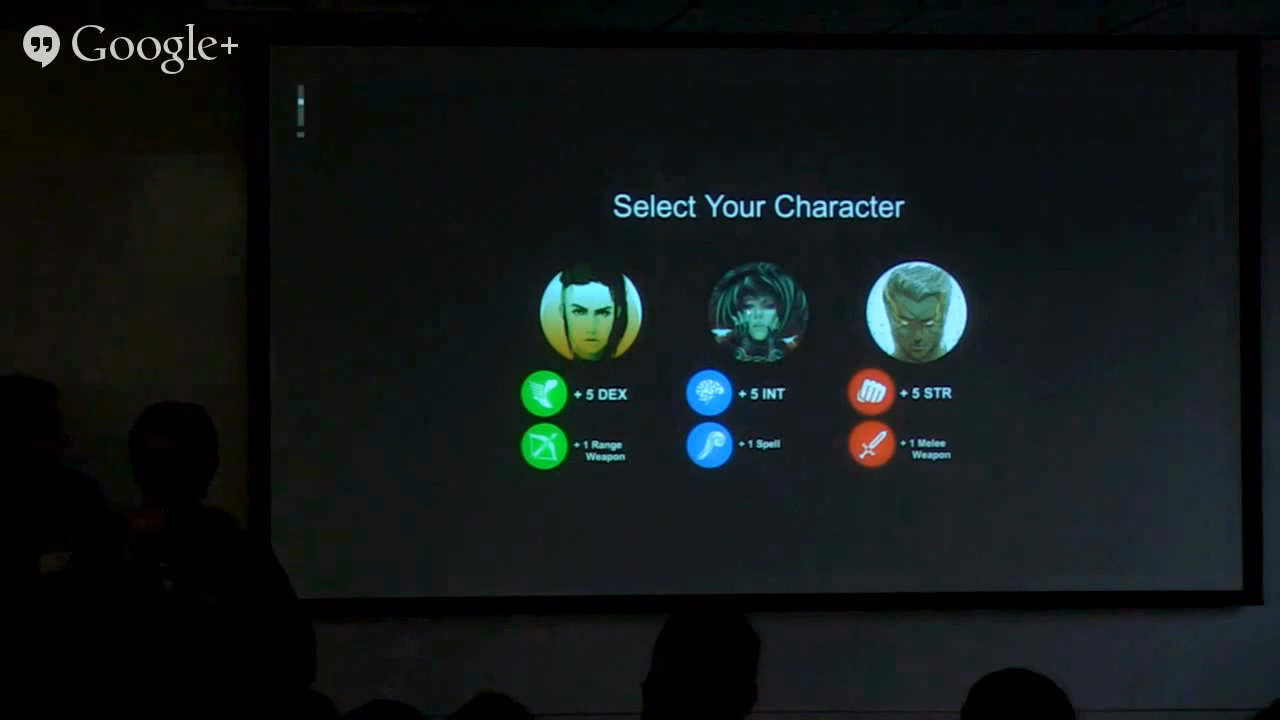 Google+
Select Your Character
+ 5 DEX
+ 5 INT
+ 5 STR
+ 1 Range
Weapon
+ 1 Spell
+ 1 Melee
Weapon